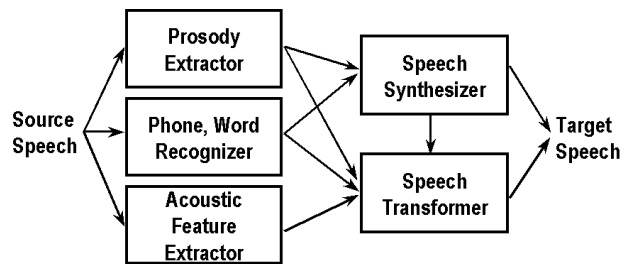 Source
Speech
Prosody
Extractor
Phone, Word
Recognizer
Acoustic
Feature
Extractor
Speech
Synthesizer
Speech
Transformer
Target
Speech